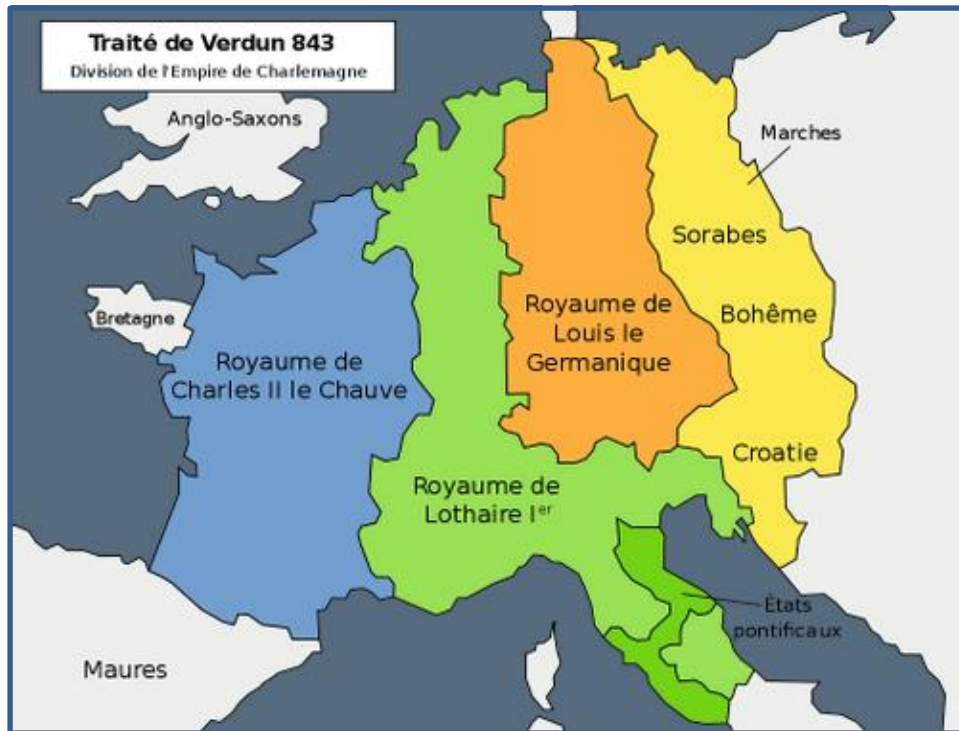 Traité de Verdun 843
Division de l'Empire de Charlemagne
Anglo-Saxons
Marches
Sorabes
Bretagne
Royaume de
Louis le
Germanique
Bohême
Royaume de
Charles II le Chauve
Croatie
Royaume de
Lothaire Ier
États
pontificaux
Maures